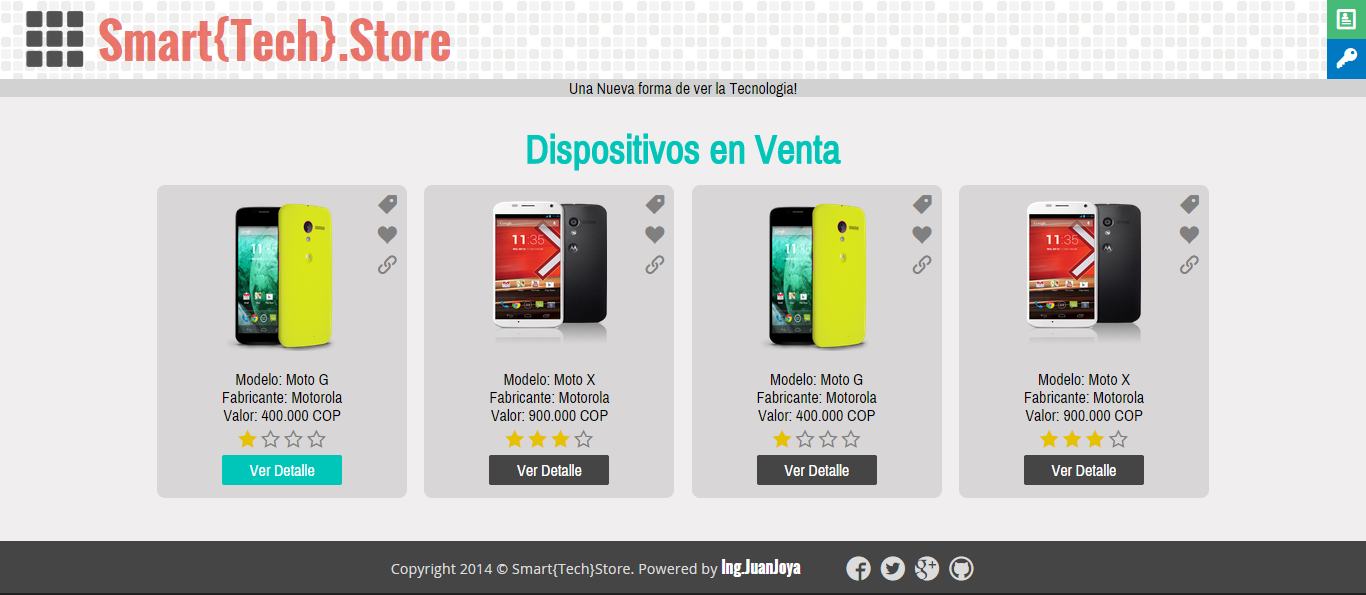 Smart{Tech}.Store
Una Nueva forma de ver la Tecnologia!
Dispositivos en Venta
11:35
Modelo: Moto G
Fabricante: Motorola
Valor: 400.000 COP
Ver Detalle
11:35
Modelo: Moto X
Fabricante: Motorola
Valor: 900.000 COP
Ver Detalle
11:35
Modelo: Moto G
Fabricante: Motorola
Valor: 400.000 COP
Ver Detalle
11:35
Modelo: Moto X
Fabricante: Motorola
Valor: 900.000 COP
Ver Detalle
Copyright 2014 © Smart{Tech}Store. Powered by Ing.JuanJoya